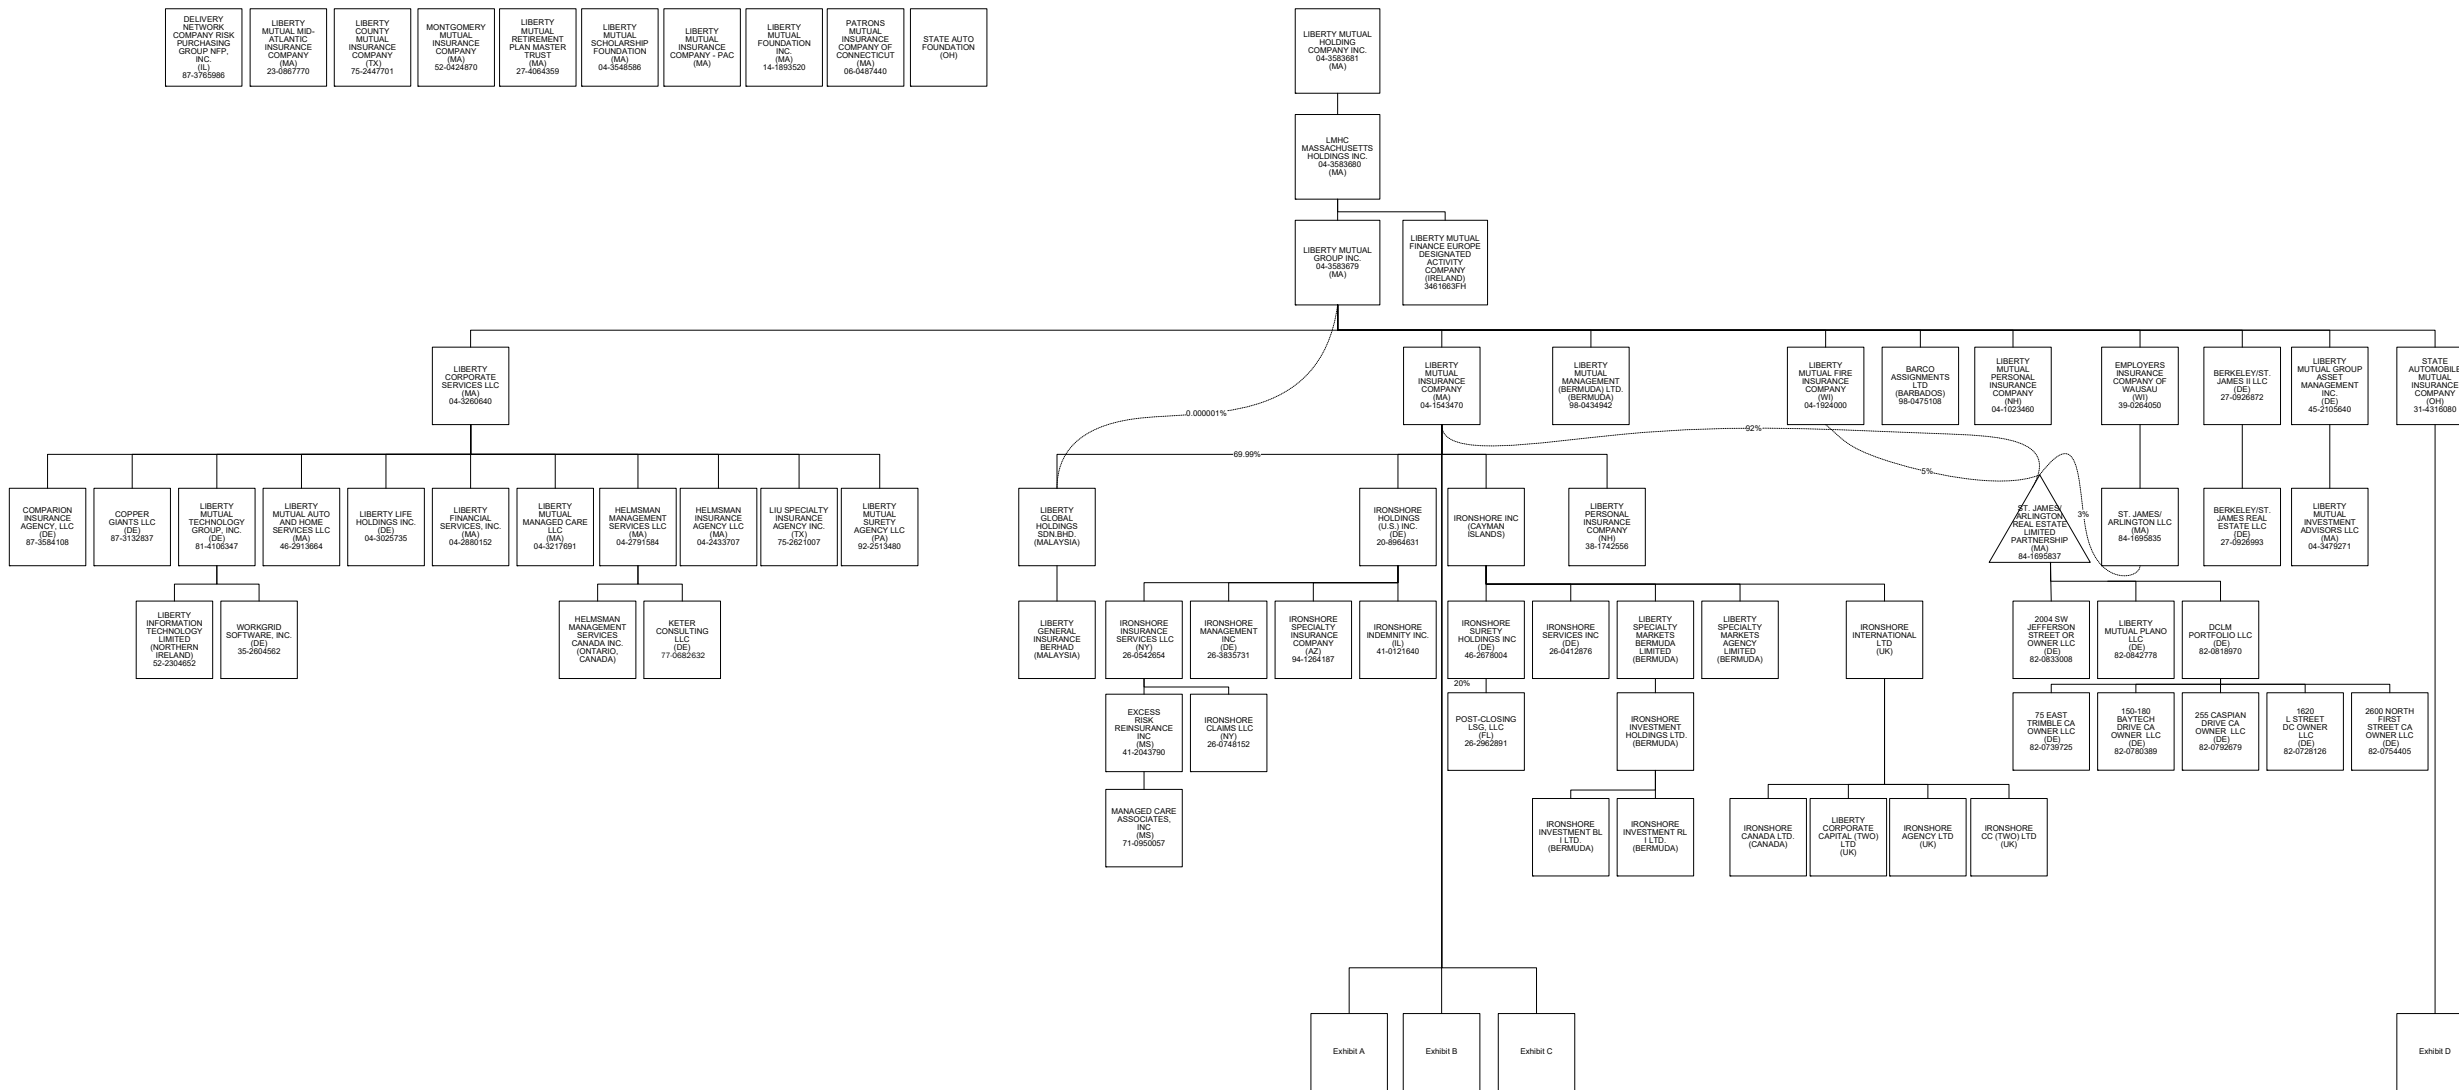 DELIVERY
NETWORK
COMPANY RISK
PURCHASING
GROUP NFP,
INC.
(IL)
87-3765986
LIBERTY
MUTUAL MID-
ATLANTIC
INSURANCE
COMPANY
(MA)
23-0867770
LIBERTY
COUNTY
MUTUAL
INSURANCE
COMPANY
(TX)
75-2447701
MONTGOMERY
MUTUAL
INSURANCE
COMPANY
(MA)
52-0424870
LIBERTY
MUTUAL
RETIREMENT
PLAN MASTER
TRUST
(MA)
27-4064359
LIBERTY
MUTUAL
SCHOLARSHIP
FOUNDATION
(MA)
04-3548586
LIBERTY
MUTUAL
INSURANCE
COMPANY - PAC
(MA)
LIBERTY
MUTUAL
FOUNDATION
INC.
(MA)
14-1893520
PATRONS
MUTUAL
INSURANCE
COMPANY OF
CONNECTICUT
(MA)
06-0487440
STATE AUTO
FOUNDATION
(OH)
LIBERTY MUTUAL
HOLDING
COMPANY INC.
04-3583681
(MA)
LMHC
MASSACHUSETTS
HOLDINGS INC.
04-3583680
(MA)
LIBERTY MUTUAL
GROUP INC.
04-3583679
(MA)
LIBERTY MUTUAL
FINANCE EUROPE
DESIGNATED
ACTIVITY
COMPANY
(IRELAND)
3461663FH
LIBERTY
CORPORATE
SERVICES LLC
(MA)
04-3260640
LIBERTY
MUTUAL
INSURANCE
COMPANY
(MA)
04-1543470
LIBERTY
MUTUAL
MANAGEMENT
(BERMUDA) LTD.
(BERMUDA)
98-0434942
LIBERTY
MUTUAL FIRE
INSURANCE
COMPANY
(WI)
04-1924000
BARCO
ASSIGNMENTS
LTD
(BARBADOS)
98-0475108
LIBERTY
MUTUAL
PERSONAL
INSURANCE
COMPANY
(NH)
04-1023460
EMPLOYERS
INSURANCE
COMPANY OF
WAUSAU
(WI)
39-0264050
BERKELEY/ST.
JAMES II LLC
(DE)
27-0926872
LIBERTY
MUTUAL GROUP
ASSET
MANAGEMENT
INC.
(DE)
45-2105640
STATE
AUTOMOBILE
MUTUAL
INSURANCE
COMPANY
(OH)
31-4316080
0.000001%
92%
69.99%
5%
3%
COMPARION
INSURANCE
AGENCY, LLC
(DE)
87-3584108
COPPER
GIANTS LLC
(DE)
87-3132837
LIBERTY
MUTUAL
TECHNOLOGY
GROUP, INC.
(DE)
81-4106347
LIBERTY
MUTUAL AUTO
AND HOME
SERVICES LLC
(MA)
46-2913664
LIBERTY LIFE
HOLDINGS INC.
(DE)
04-3025735
LIBERTY
FINANCIAL
SERVICES, INC.
(MA)
04-2880152
LIBERTY
MUTUAL
MANAGED CARE
LLC
(MA)
04-3217691
HELMSMAN
MANAGEMENT
SERVICES LLC
(MA)
04-2791584
HELMSMAN
INSURANCE
AGENCY LLC
(MA)
04-2433707
LIU SPECIALTY
INSURANCE
AGENCY INC.
(TX)
75-2621007
LIBERTY
MUTUAL
SURETY
AGENCY LLC
(PA)
92-2513480
LIBERTY
GLOBAL
HOLDINGS
SDN.BHD.
(MALAYSIA)
IRONSHORE
HOLDINGS
(U.S.) INC.
(DE)
20-8964631
IRONSHORE INC
(CAYMAN
ISLANDS)
LIBERTY
PERSONAL
INSURANCE
COMPANY
(NH)
38-1742556
ST. JAMES/
ARLINGTON
REAL ESTATE
LIMITED
PARTNERSHIP
(MA)
84-1695837
ST. JAMES/
ARLINGTON LLC
(MA)
84-1695835
BERKELEY/ST.
JAMES REAL
ESTATE LLC
(DE)
27-0926993
LIBERTY
MUTUAL
INVESTMENT
ADVISORS LLC
(MA)
04-3479271
LIBERTY
INFORMATION
TECHNOLOGY
LIMITED
(NORTHERN
IRELAND)
52-2304652
WORKGRID
SOFTWARE, INC.
(DE)
35-2604562
HELMSMAN
MANAGEMENT
SERVICES
CANADA INC.
(ONTARIO,
CANADA)
KETER
CONSULTING
LLC
(DE)
77-0682632
LIBERTY
GENERAL
INSURANCE
BERHAD
(MALAYSIA)
IRONSHORE
INSURANCE
SERVICES LLC
(NY)
26-0542654
IRONSHORE
MANAGEMENT
INC
(DE)
26-3835731
IRONSHORE
SPECIALTY
INSURANCE
COMPANY
(AZ)
94-1264187
IRONSHORE
INDEMNITY INC.
(IL)
41-0121640
IRONSHORE
SURETY
HOLDINGS INC
(DE)
46-2678004
IRONSHORE
SERVICES INC
(DE)
26-0412876
LIBERTY
SPECIALTY
MARKETS
BERMUDA
LIMITED
(BERMUDA)
LIBERTY
SPECIALTY
MARKETS
AGENCY
LIMITED
(BERMUDA)
IRONSHORE
INTERNATIONAL
LTD
(UK)
2004 SW
JEFFERSON
STREET OR
OWNER LLC
(DE)
82-0833008
LIBERTY
MUTUAL PLANO
LLC
(DE)
82-0842778
DCLM
PORTFOLIO LLC
(DE)
82-0818970
20%
EXCESS
RISK
REINSURANCE
INC
(MS)
41-2043790
IRONSHORE
CLAIMS LLC
(NY)
26-0748152
POST-CLOSING
LSG, LLC
(FL)
26-2962891
IRONSHORE
INVESTMENT
HOLDINGS LTD.
(BERMUDA)
75 EAST
TRIMBLE CA
OWNER LLC
(DE)
82-0739725
150-180
BAYTECH
DRIVE CA
OWNER LLC
(DE)
82-0780389
255 CASPIAN
DRIVE CA
OWNER LLC
(DE)
82-0792679
1620
L STREET
DC OWNER
LLC
(DE)
82-0728126
2600 NORTH
FIRST
STREET CA
OWNER LLC
(DE)
82-0754405
MANAGED CARE
ASSOCIATES,
INC
(MS)
71-0950057
IRONSHORE
INVESTMENT BL
I LTD.
(BERMUDA)
IRONSHORE
INVESTMENT RL
I LTD.
(BERMUDA)
IRONSHORE
CANADA LTD.
(CANADA)
LIBERTY
CORPORATE
CAPITAL (TWO)
LTD
(UK)
IRONSHORE
AGENCY LTD
(UK)
IRONSHORE
CC (TWO) LTD
(UK)
Exhibit A
Exhibit B
Exhibit C
Exhibit D